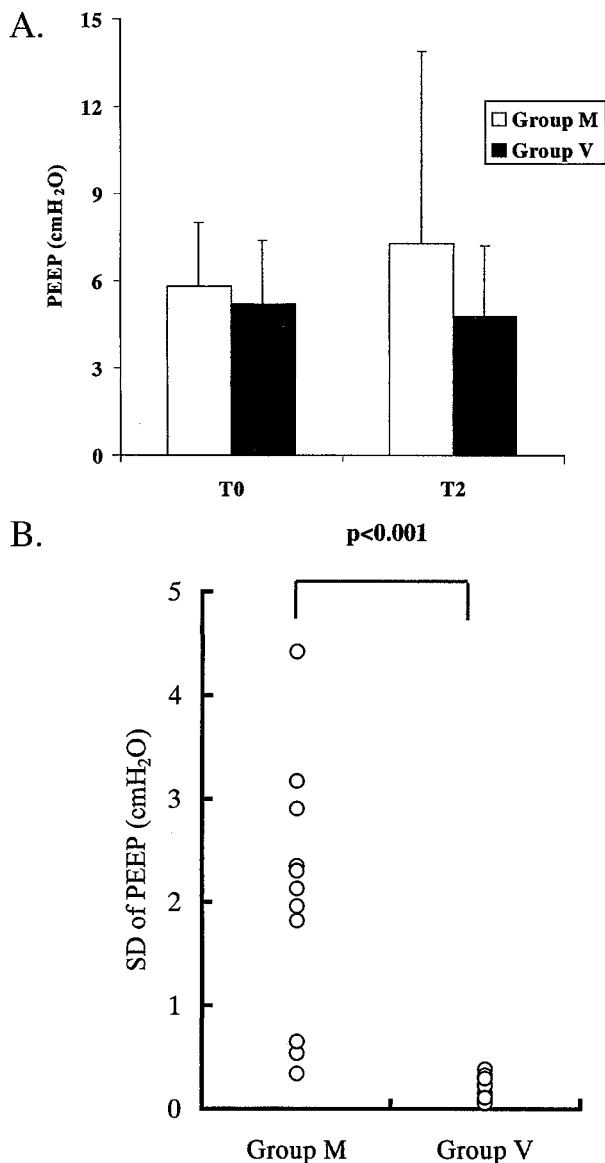 A.
15
12
9
6
3
0
PEEP (cmH₂O)
Group M
Group V
T0
T2
B.
p<0.001
5
4
3
2
1
0
SD of PEEP (cmH₂O)
Group M
Group V